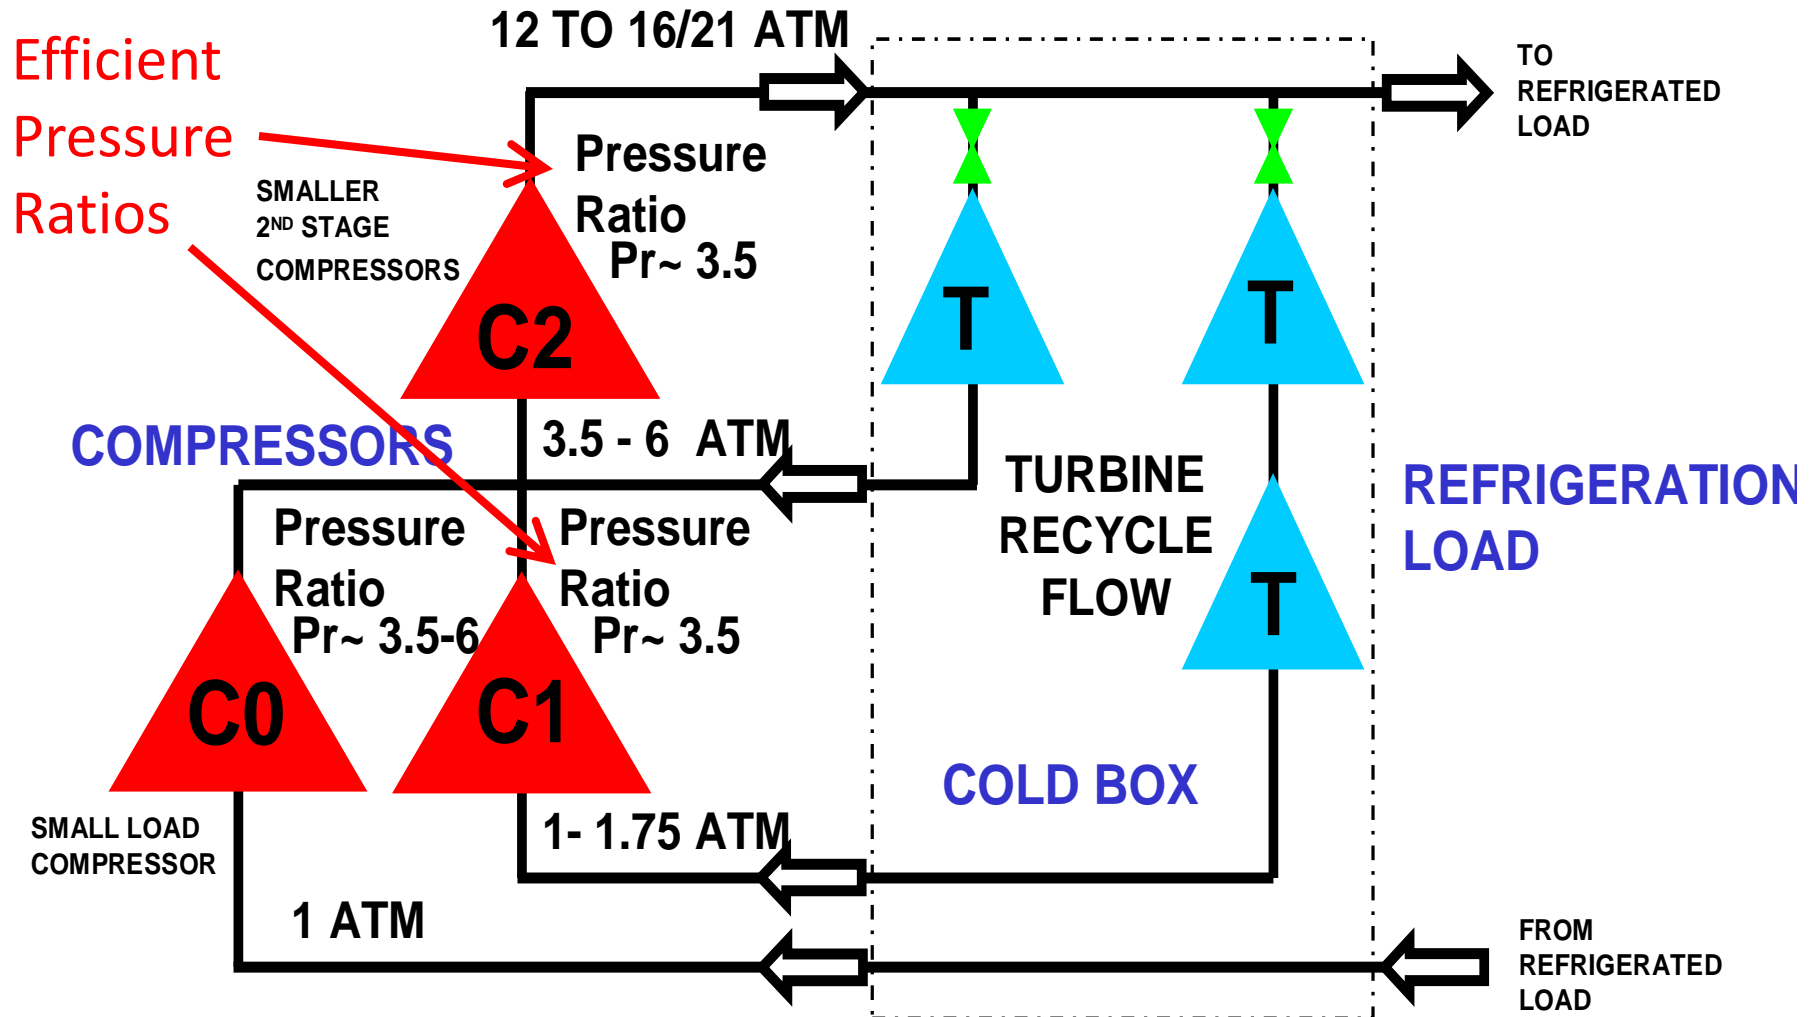 Efficient
Pressure
Ratios
12 TO 16/21 ATM
TO
REFRIGERATED
LOAD
SMALLER
2ND STAGE
COMPRESSORS
Pressure
Ratio
Pr~ 3.5
C2
T
T
COMPRESSORS
3.5 - 6 ATM
TURBINE
RECYCLE
FLOW
REFRIGERATION
LOAD
Pressure
Ratio
Pr~ 3.5-6
Pressure
Ratio
Pr~ 3.5
T
C0
C1
COLD BOX
SMALL LOAD
COMPRESSOR
1- 1.75 ATM
1 ATM
FROM
REFRIGERATED
LOAD